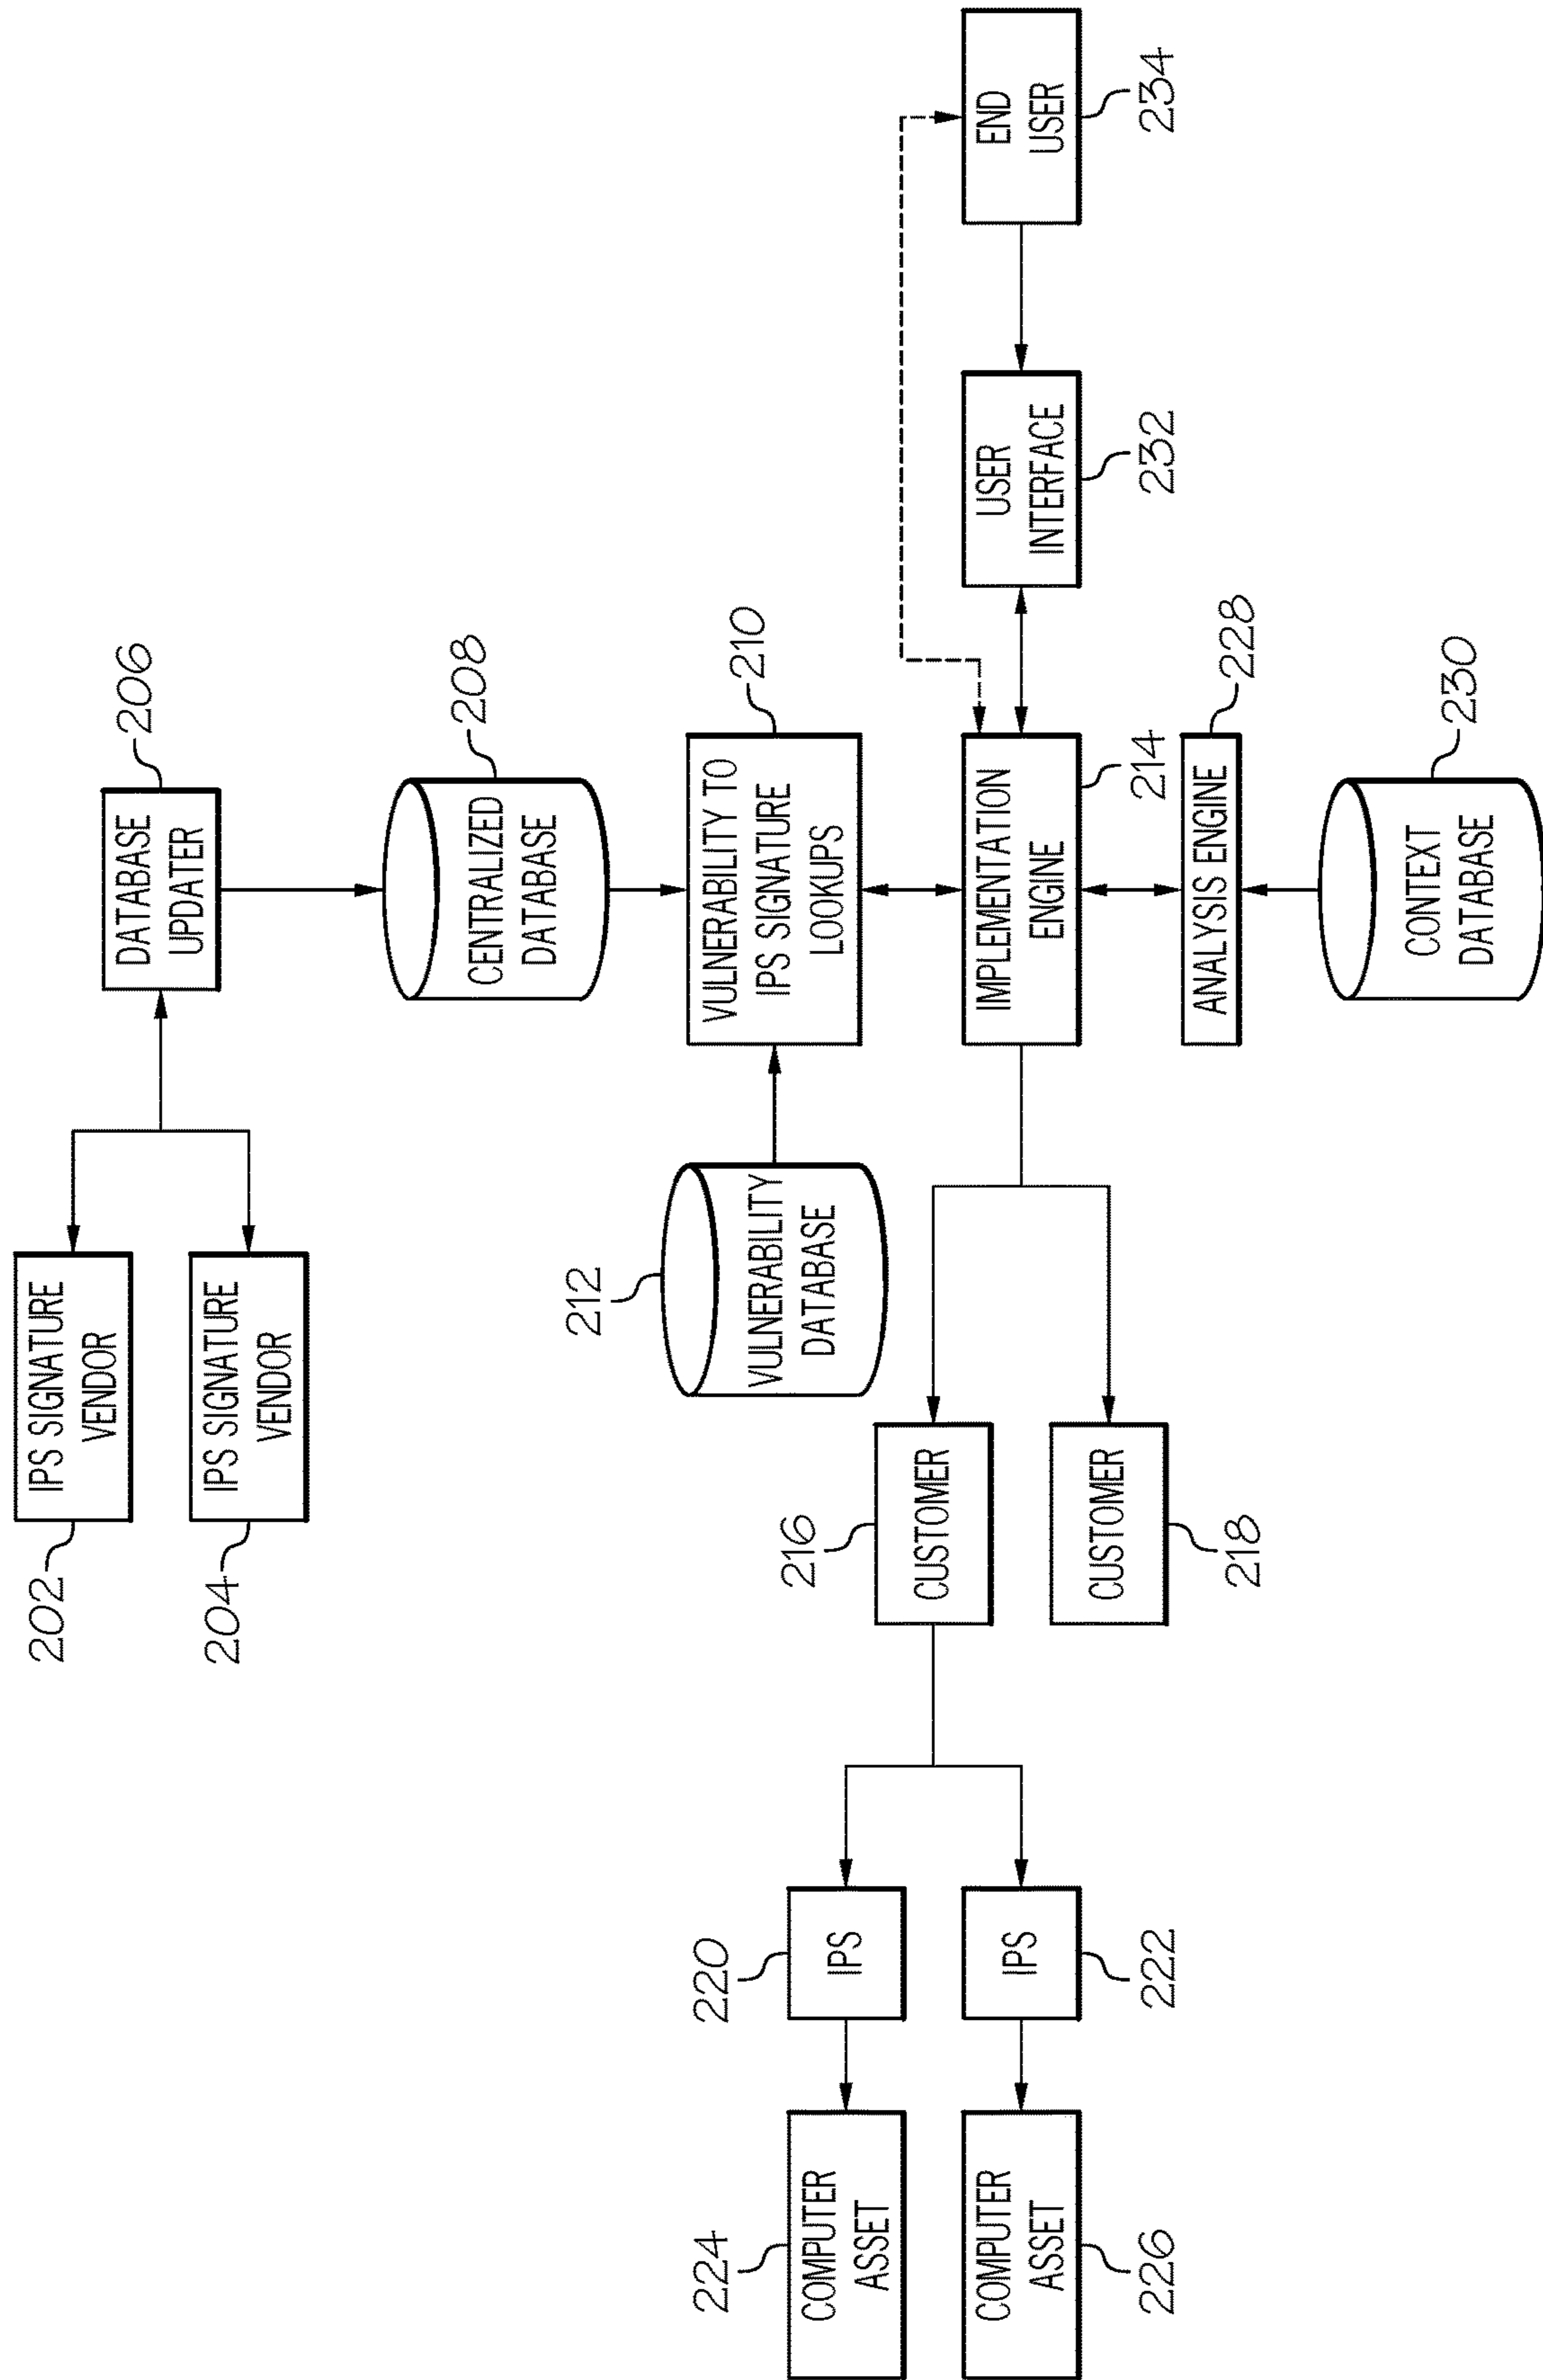 202
IPS SIGNATURE
VENDOR
204
IPS SIGNATURE
VENDOR
206
DATABASE
UPDATER
208
CENTRALIZED
DATABASE
210
VULNERABILITY TO
IPS SIGNATURE
LOOKUPS
212
VULNERABILITY
DATABASE
214
IMPLEMENTATION
ENGINE
216
CUSTOMER
218
CUSTOMER
220
IPS
222
IPS
224
COMPUTER
ASSET
226
COMPUTER
ASSET
228
ANALYSIS ENGINE
230
CONTEXT
DATABASE
232
USER
INTERFACE
234
END
USER